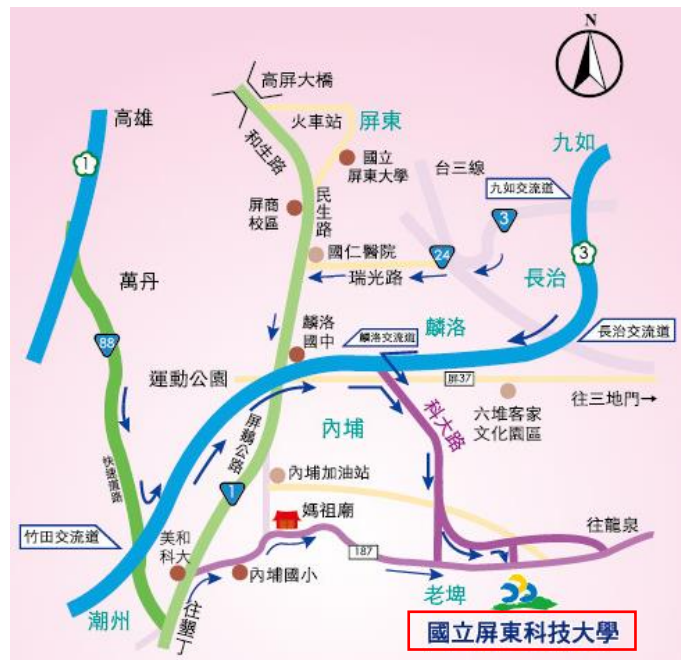 N
高屏大橋
高雄
火車站
屏東
1
和生路
國立
屏東大學
九如
台三線
九如交流道
屏商
校區
民生路
3
國仁醫院
24
3
萬丹
瑞光路
長治
麟洛
國中
麟洛交流道
麟洛
長治交流道
88
運動公園
屏37
往三地門→
六堆客家
文化園區
科大路
內埔
屏鵝公路
快速道路
內埔加油站
1
媽祖廟
竹田交流道
美和
科大
187
往龍泉
內埔國小
老埤
潮州
往墾丁
國立屏東科技大學